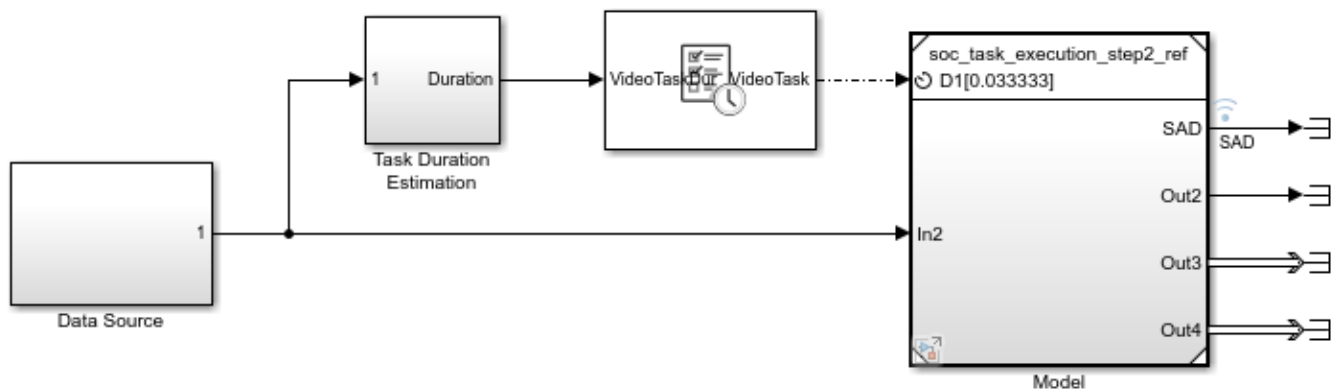 1
Data Source
1
Duration
Task Duration
Estimation
VideoTaskDur
VideoTask
soc_task_execution_step2_ref
D1[0.033333]
In2
SAD
Out2
Out3
Out4
SAD
Model